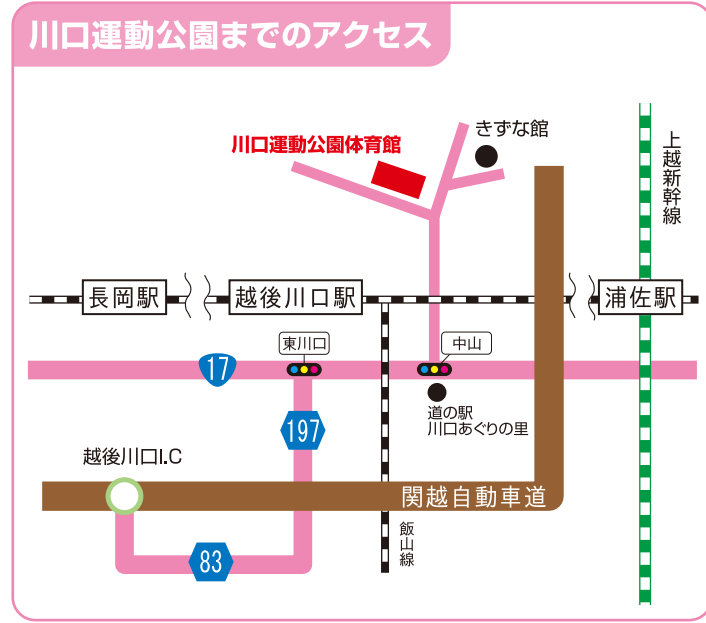 川口運動公園までのアクセス
きずな館
川口運動公園体育館
上越新幹線
長岡駅
越後川口駅
浦佐駅
東川口
中山
17
道の駅
川口あぐりの里
197
越後川口I.C
関越自動車道
飯山線
83